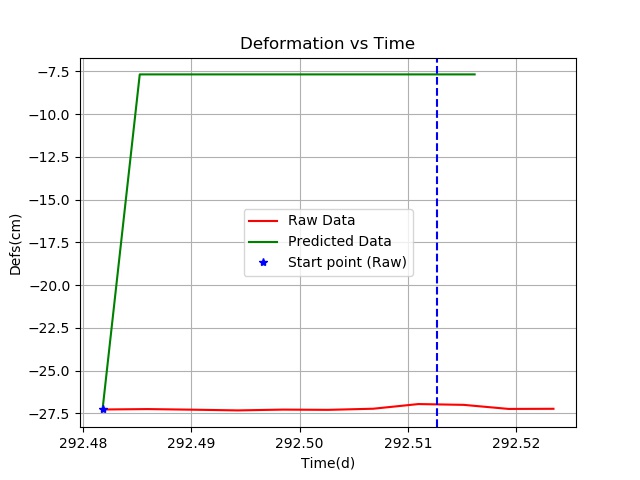 Deformation vs Time
−7.5
−10.0
−12.5
−15.0
−17.5
−20.0
−22.5
−25.0
−27.5
Defs(cm)
Raw Data
Predicted Data
Start point (Raw)
292.48 292.49 292.50 292.51 292.52
Time(d)